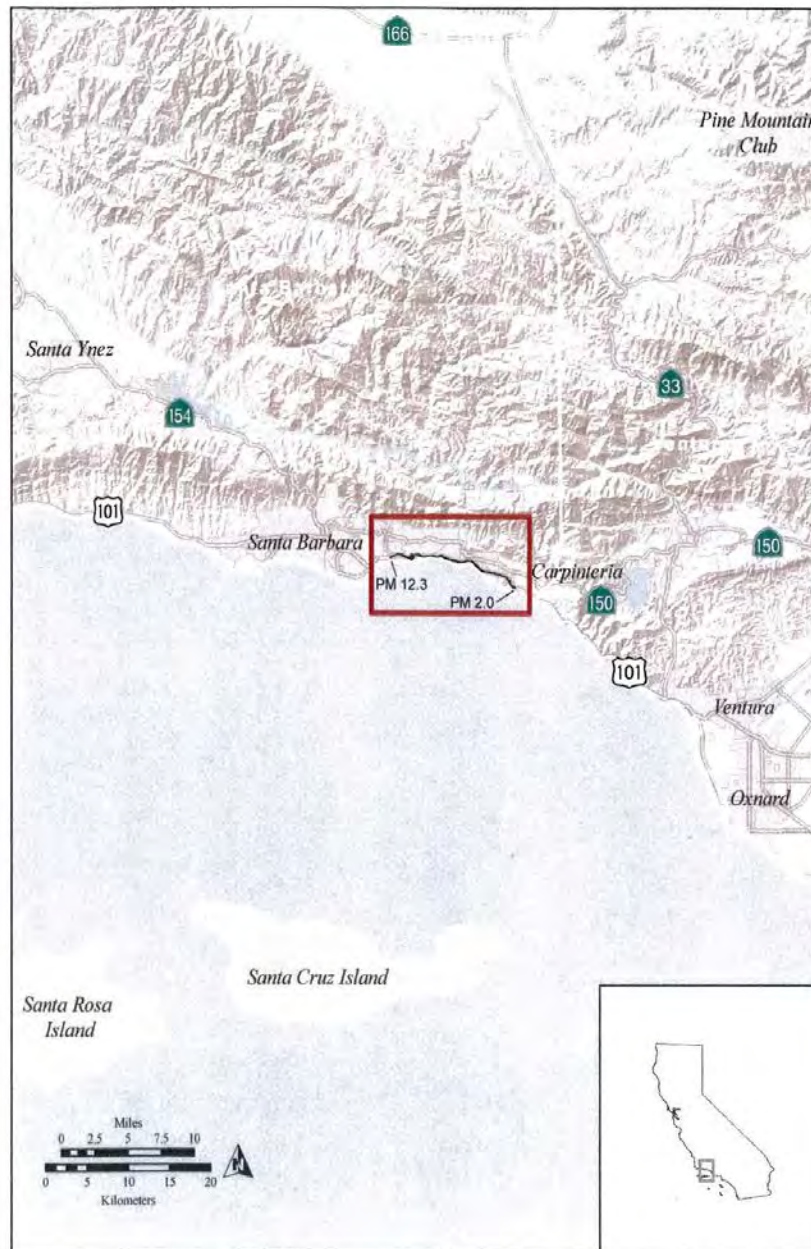 166
Pine Mountain
Club
Santa Ynez
33
154
101
Santa Barbara
150
Carpinteria
PM 12.3
PM 2.0
150
101
Ventura
Oxnard
Santa Cruz Island
Santa Rosa
Island
Miles
0 2.5 5 7.5 10
N
0 5 10 15 20
Kilometers